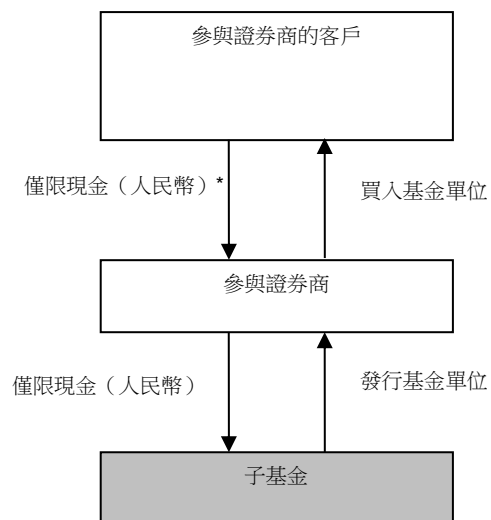 參與證券商的客戶
僅限現金（人民幣）*
買入基金單位
參與證券商
僅限現金（人民幣）
發行基金單位
子基金